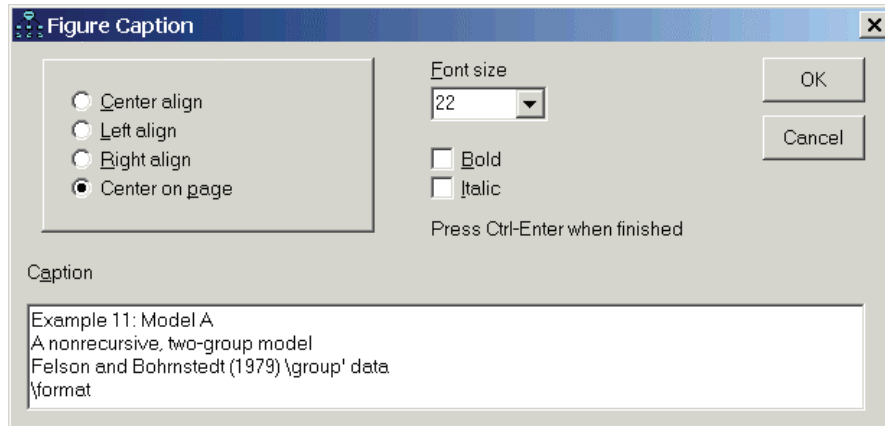 Figure Caption
Center align
Left align
Right align
Center on page
Font size
22
Bold
Italic
Press Ctrl-Enter when finished
OK
Cancel
Caption
Example 11: Model A
A nonrecursive, two-group model
Felson and Bohrnstedt (1979) \group' data
\format